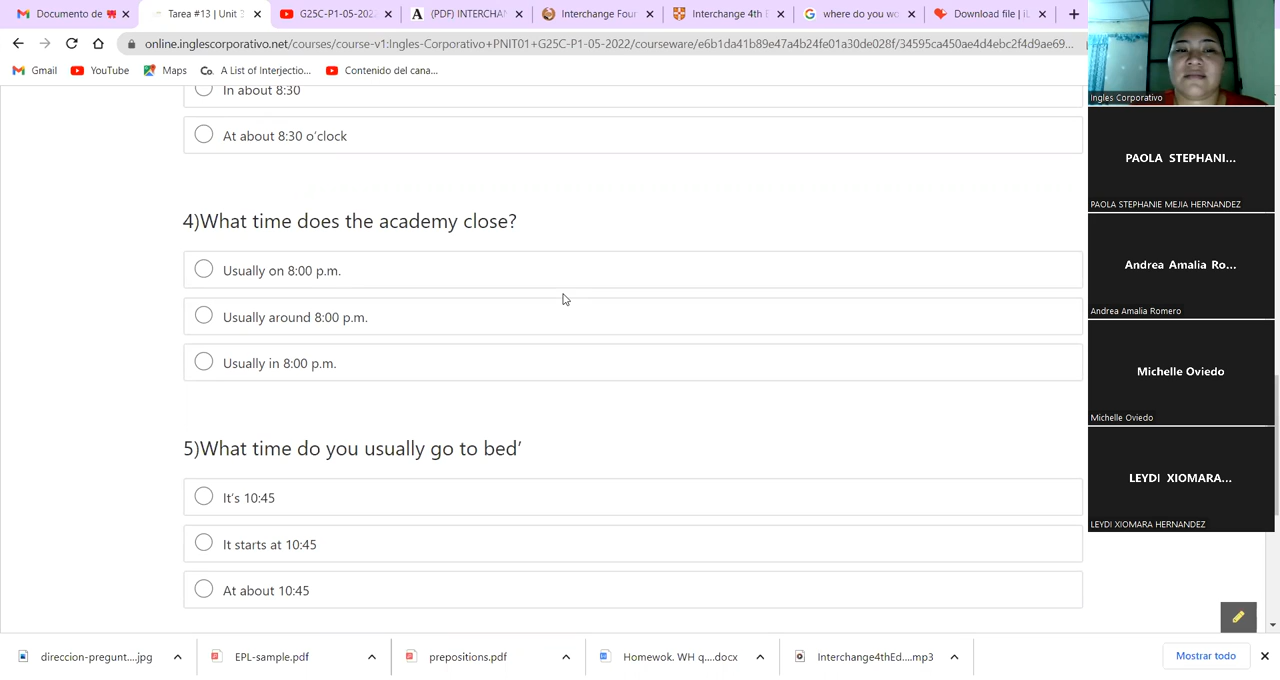 Documento de
Tarea #13 | Unit 3
G25C-P1-05-202
(PDF) INTERCHAN
Interchange Four
Interchange 4th E
where do you wo
Download file | iL
online.inglescorporativo.net/courses/course-v1:Ingles-Corporativo+PNIT01+G25C-P1-05-2022/courseware/e6b1da41b89e47a4b24fe01a30de028f/34595ca450ae4d4ebc2f4d9ae69...
Gmail
YouTube
Maps
Co.
A List of Interjectio...
Contenido del cana...
In about 8:30
At about 8:30 o'clock
4)What time does the academy close?
Usually on 8:00 p.m.
Usually around 8:00 p.m.
Usually in 8:00 p.m.
5)What time do you usually go to bed’
It’s 10:45
It starts at 10:45
At about 10:45
Ingles Corporativo
PAOLA STEPHANI...
PAOLA STEPHANIE MEJIA HERNANDEZ
Andrea Amalia Ro...
Andrea Amalia Romero
Michelle Oviedo
Michelle Oviedo
LEYDI XIOMARA...
LEYDI XIOMARA HERNANDEZ
direccion-pregunt....jpg
EPL-sample.pdf
prepositions.pdf
Homewok. WH q....docx
Interchange4thEd....mp3
Mostrar todo